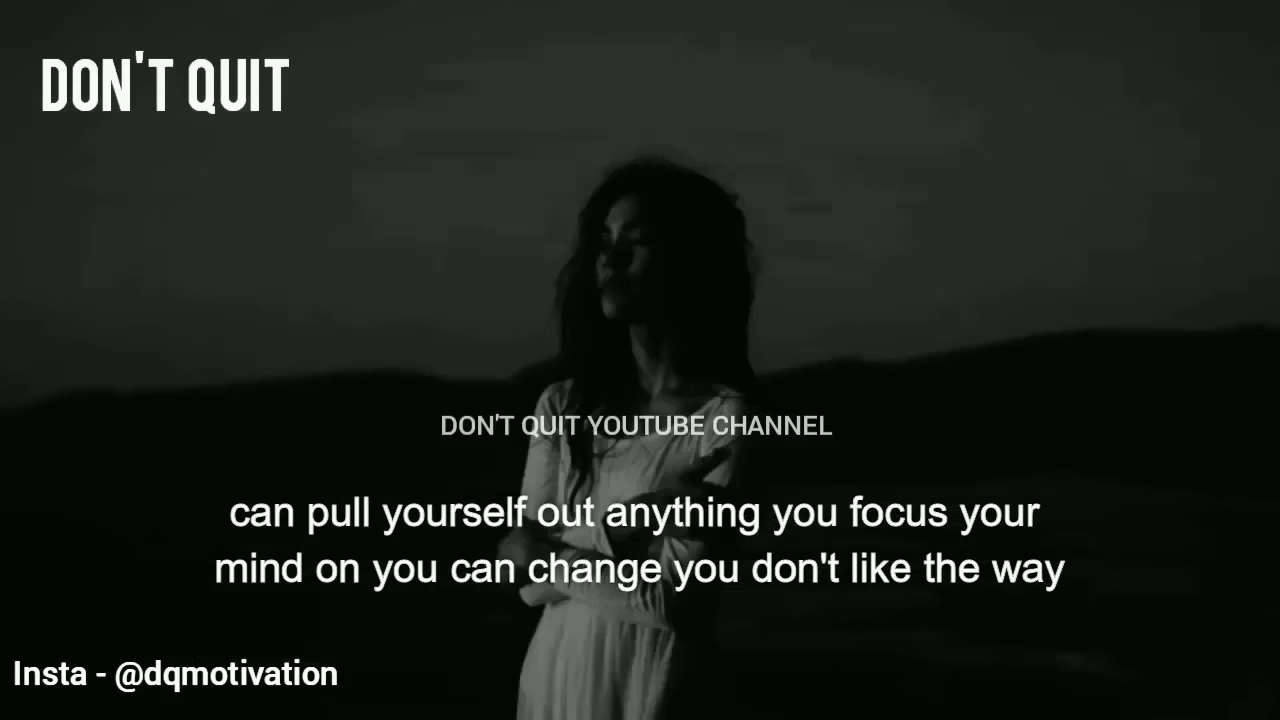 DON'T QUIT
DON'T QUIT YOUTUBE CHANNEL
can pull yourself out anything you focus your
mind on you can change you don't like the way
Insta - @dqmotivation